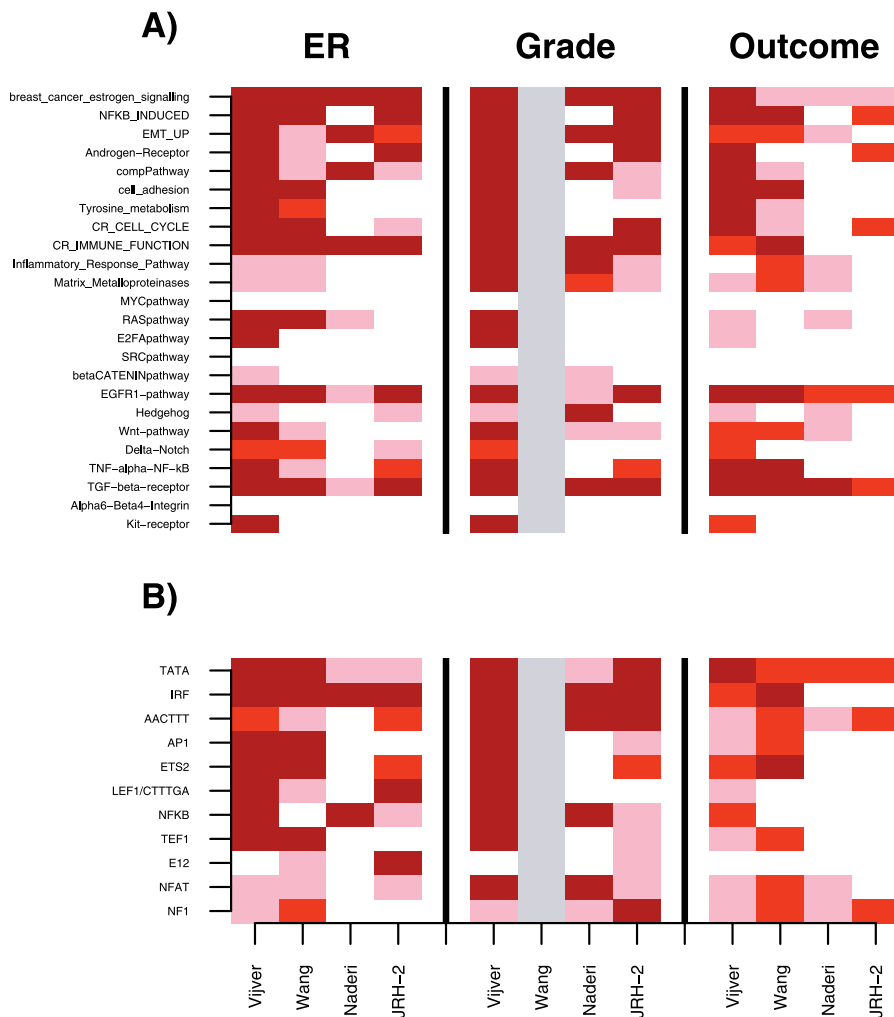 A)
ER Grade Outcome
breast_cancer_estrogen_signalling
NFKB_INDUCED
EMT_UP
Androgen−Receptor
compPathway
cell_adhesion
Tyrosine_metabolism
CR_CELL_CYCLE
CR_IMMUNE_FUNCTION
Inflammatory_Response_Pathway
Matrix_Metalloproteinases
MYCpathway
RASpathway
E2FApathway
SRCpathway
betaCATENINpathway
EGFR1−pathway
Hedgehog
Wnt−pathway
Delta−Notch
TNF−alpha−NF−kB
TGF−beta−receptor
Alpha6−Beta4−Integrin
Kit−receptor
B)
TATA
IRF
AACTTT
AP1
ETS2
LEF1/CTTTGA
NFKB
TEF1
E12
NFAT
NF1
Vijver Wang Naderi JRH−2 Vijver Wang Naderi JRH−2 Vijver Wang Naderi JRH−2